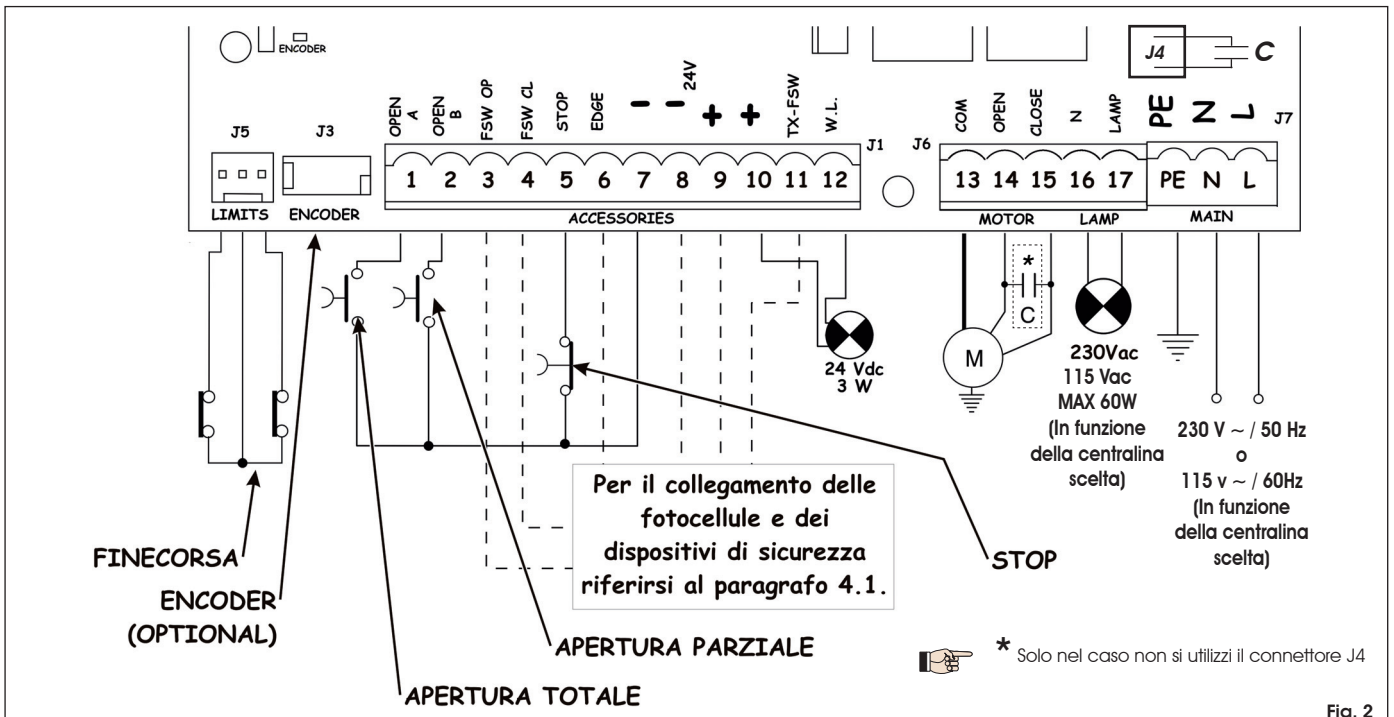 ENCODER
J4
C
OPEN A
OPEN B
FSW OP
FSW CL
STOP
EDGE
–
–
24V
+
+
TX-FSW
W.L.
COM
OPEN
CLOSE
N
LAMP
PE
N
L
J5
J3
J1
J6
J7
1 2 3 4 5 6 7 8 9 10 11 12
13 14 15 16 17
PE N L
LIMITS
ENCODER
ACCESSORIES
MOTOR
LAMP
MAIN
*
C
M
24 Vdc
3 W
230Vac
115 Vac
MAX 60W
(In funzione
della centralina
scelta)
230 V ~ / 50 Hz
o
115 v ~ / 60Hz
(In funzione
della centralina
scelta)
Per il collegamento delle
fotocellule e dei
dispositivi di sicurezza
riferirsi al paragrafo 4.1.
FINECORSA
ENCODER
(OPTIONAL)
STOP
APERTURA PARZIALE
APERTURA TOTALE
* Solo nel caso non si utilizzi il connettore J4
Fig. 2